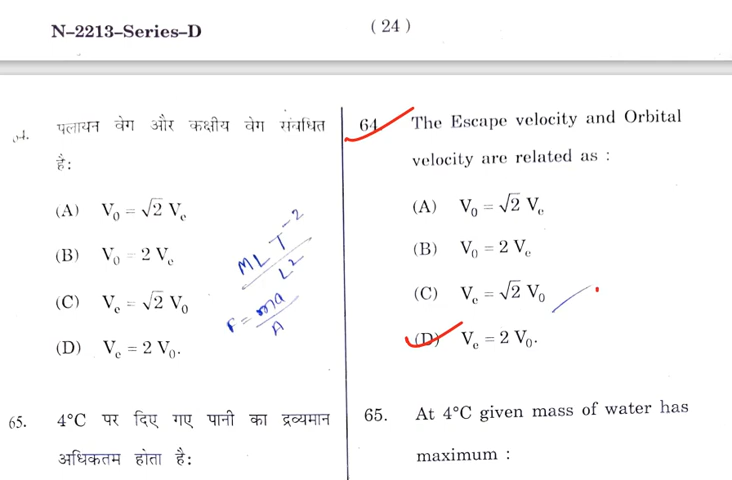 N–2213–Series–D
( 24 )
पलायन वेग और कक्षीय वेग संबंधित
है:
(A) V₀ = √2 Vₑ
(B) V₀ = 2 Vₑ
(C) Vₑ = √2 V₀
(D) Vₑ = 2 V₀.
MLT⁻²
L²
F = ma
A
65. 4°C पर दिए गए पानी का द्रव्यमान
अधिकतम होता है:
64. The Escape velocity and Orbital
velocity are related as :
(A) V₀ = √2 Vₑ
(B) V₀ = 2 Vₑ
(C) Vₑ = √2 V₀
(D) Vₑ = 2 V₀.
65. At 4°C given mass of water has
maximum :